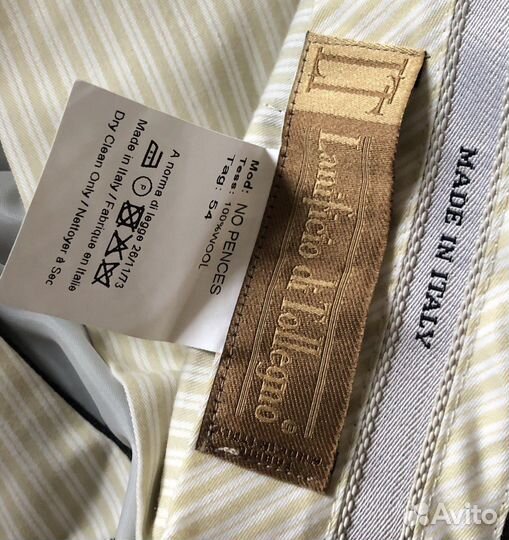 Mod: NO PENCES
Tess: 100%WOOL
Tag: 54
A norma di legge 26/11/73
Made in Italy / Fabrique en Italie
Dry Clean Only / Nettoyer à Sec
LT
Lanificio di Tollegno®
MADE IN ITALY
Avito